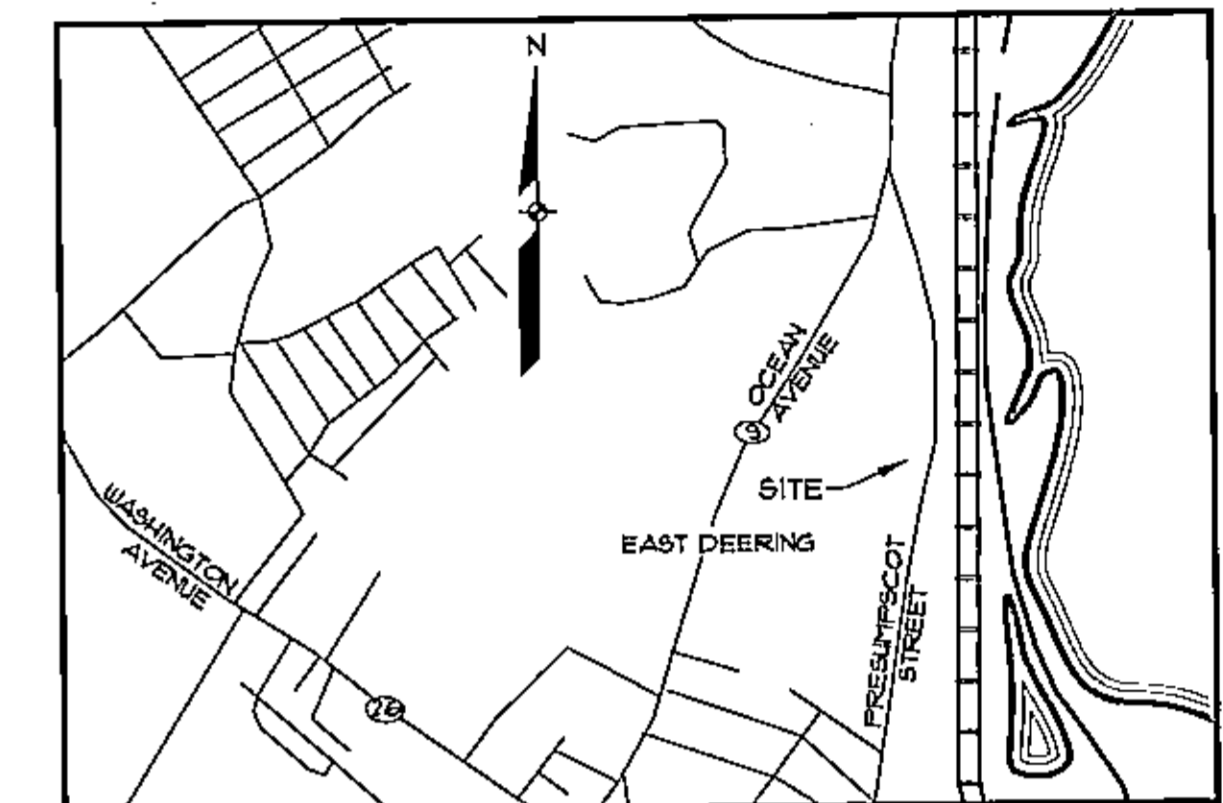 N
OCEAN
AVENUE
9
SITE
EAST DEERING
WASHINGTON
AVENUE
PRESUMPSCOT
STREET
26